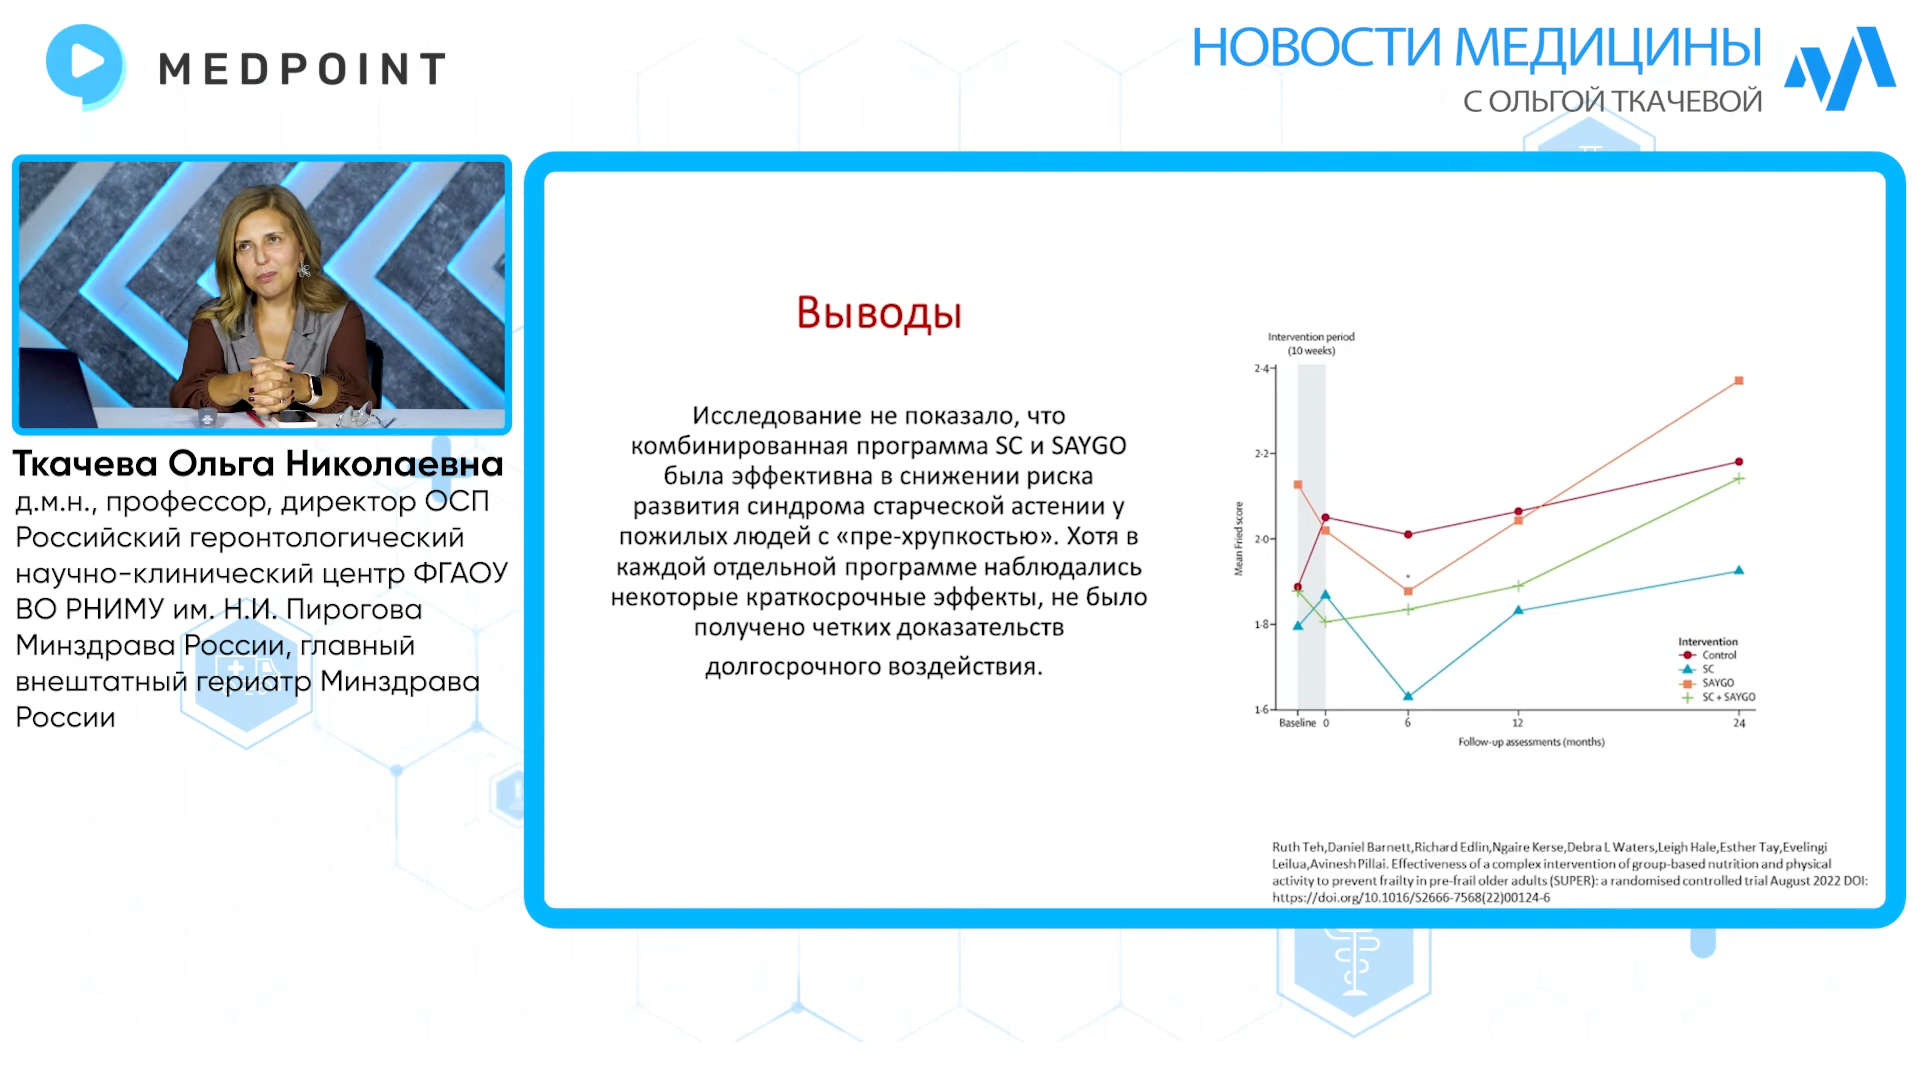 MEDPOINT
НОВОСТИ МЕДИЦИНЫ
С ОЛЬГОЙ ТКАЧЕВОЙ
Ткачева Ольга Николаевна
д.м.н., профессор, директор ОСП
Российский геронтологический
научно-клинический центр ФГАОУ
ВО РНИМУ им. Н.И. Пирогова
Минздрава России, главный
внештатный гериатр Минздрава
России
Выводы
Исследование не показало, что
комбинированная программа SC и SAYGO
была эффективна в снижении риска
развития синдрома старческой астении у
пожилых людей с «пре-хрупкостью». Хотя в
каждой отдельной программе наблюдались
некоторые краткосрочные эффекты, не было
получено четких доказательств
долгосрочного воздействия.
Intervention period
(10 weeks)
2·4
2·2
2·0
1·8
1·6
Mean Fried score
*
Intervention
Control
SC
SAYGO
SC + SAYGO
Baseline 0 6 12 24
Follow-up assessments (months)
Ruth Teh,Daniel Barnett,Richard Edlin,Ngaire Kerse,Debra L Waters,Leigh Hale,Esther Tay,Evelingi
Leilua,Avinesh Pillai. Effectiveness of a complex intervention of group-based nutrition and physical
activity to prevent frailty in pre-frail older adults (SUPER): a randomised controlled trial August 2022 DOI:
https://doi.org/10.1016/S2666-7568(22)00124-6